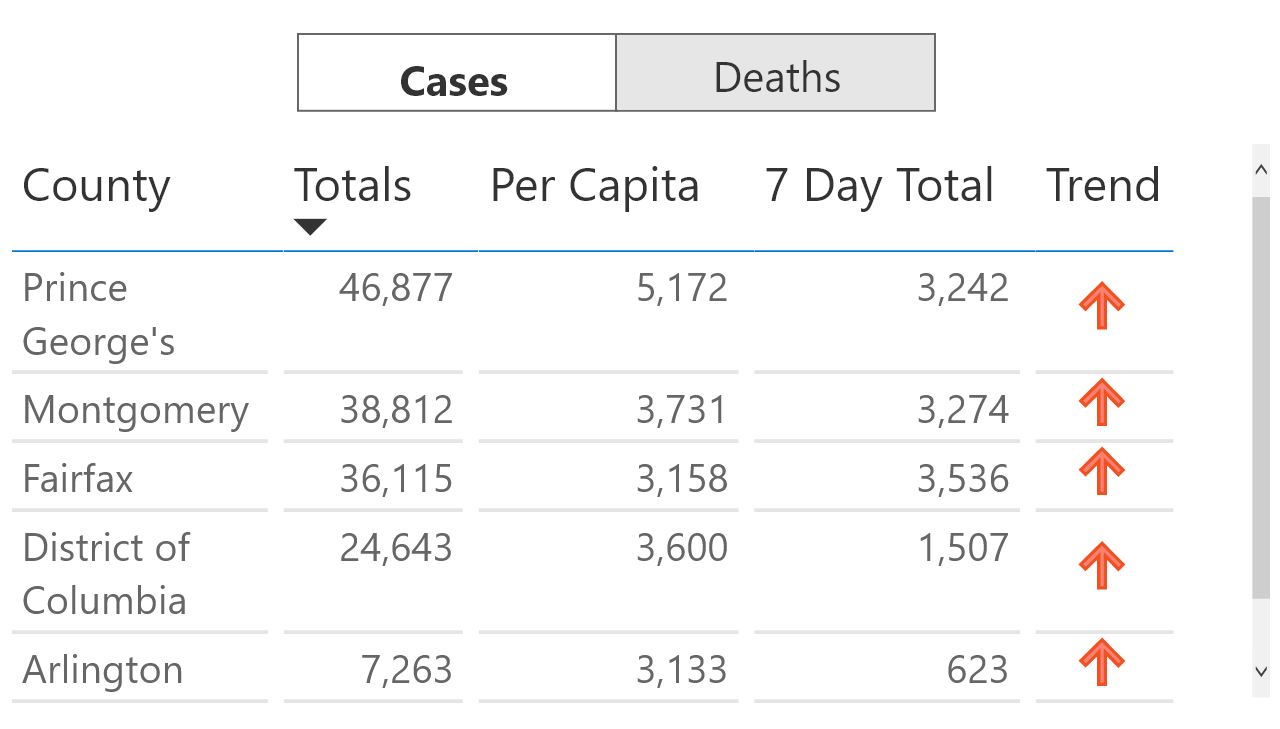 Cases Deaths
County Totals Per Capita 7 Day Total Trend
Prince 46,877 5,172 3,242
George's
Montgomery 38,812 3,731 3,274
Fairfax 36,115 3,158 3,536
District of 24,643 3,600 1,507
Columbia
Arlington 7,263 3,133 623